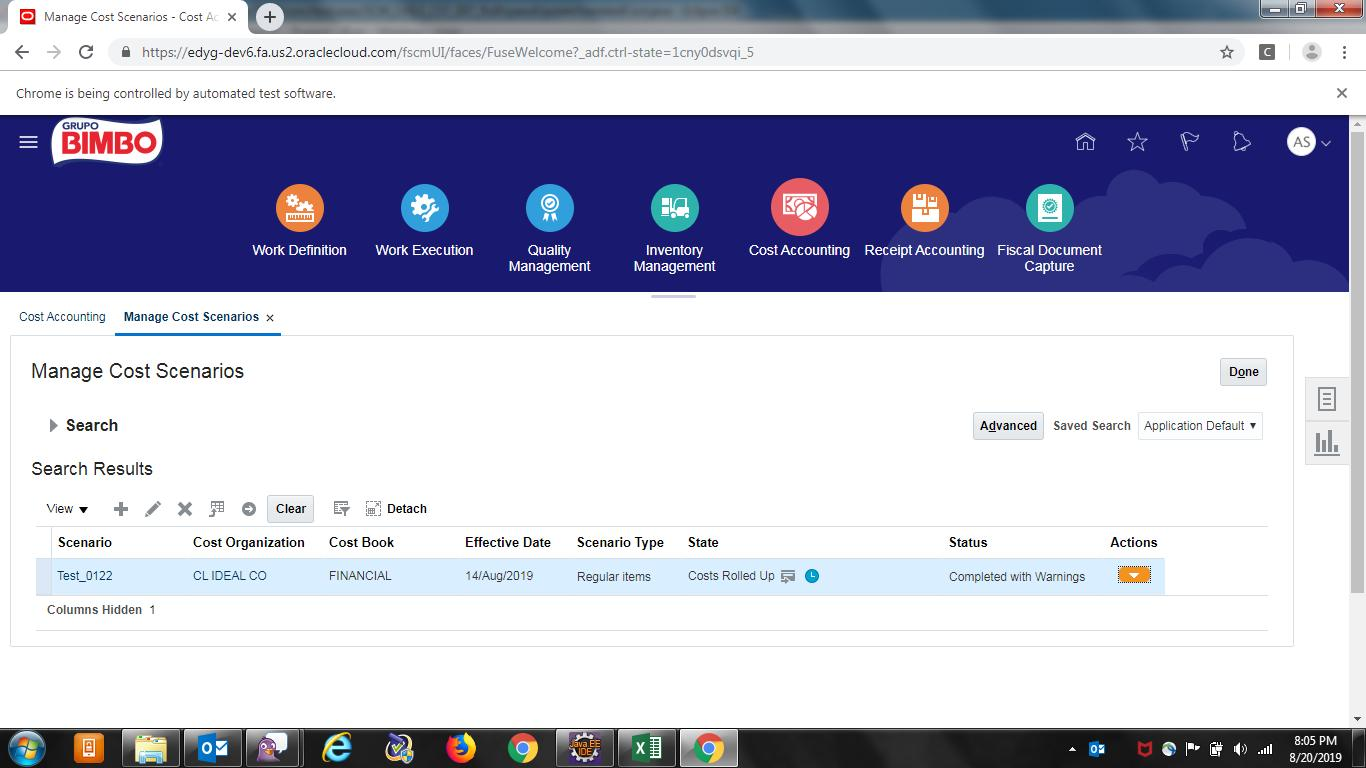 Manage Cost Scenarios - Cost Ac
https://edyg-dev6.fa.us2.oraclecloud.com/fscmUI/faces/FuseWelcome?_adf.ctrl-state=1cny0dsvqi_5
C
Chrome is being controlled by automated test software.
GRUPO
BIMBO
AS
Work Definition
Work Execution
Quality Management
Inventory Management
Cost Accounting
Receipt Accounting
Fiscal Document Capture
Cost Accounting
Manage Cost Scenarios
Manage Cost Scenarios
Done
Search
Advanced
Saved Search
Application Default
Search Results
View
Clear
Detach
Scenario Cost Organization Cost Book Effective Date Scenario Type State Status Actions
Test_0122 CL IDEAL CO FINANCIAL 14/Aug/2019 Regular items Costs Rolled Up Completed with Warnings
Columns Hidden 1
Java EE
IDE
8:05 PM
8/20/2019